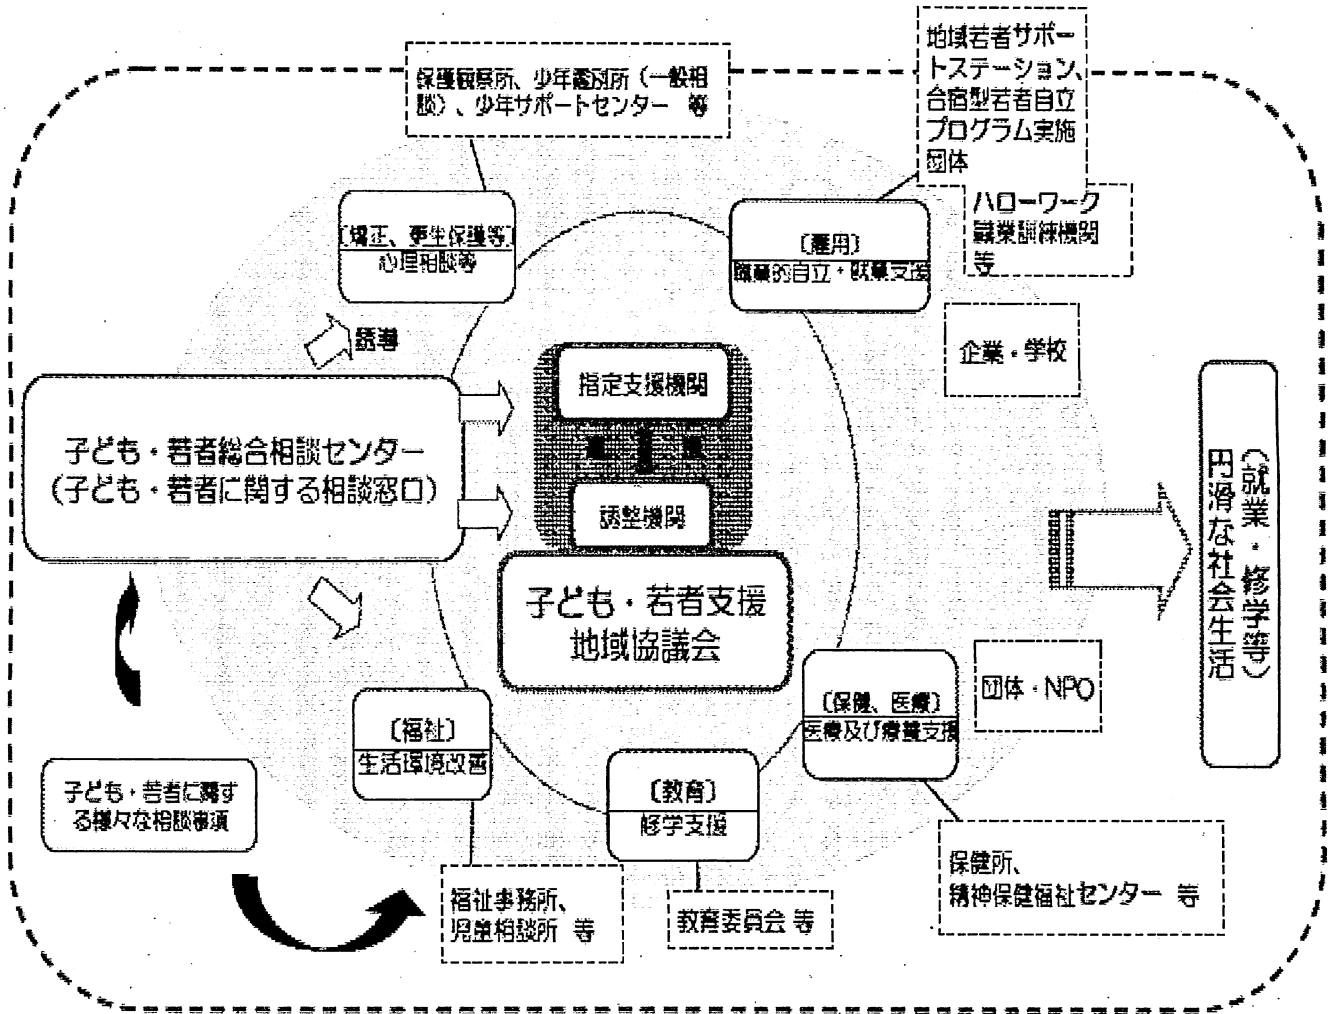 保護観察所、少年鑑別所（一般相
談）、少年サポートセンター 等
地域若者サポー
トステーション、
合宿型若者自立
プログラム実施
団体
ハローワーク
職業訓練機関
等
〔矯正、更生保護等〕
心理相談等
〔雇用〕
職業的自立・就業支援
誘導
企業・学校
指定支援機関
子ども・若者総合相談センター
（子ども・若者に関する相談窓口）
調整機関
子ども・若者支援
地域協議会
円滑な社会生活
（就業・修学等）
〔福祉〕
生活環境改善
〔保健、医療〕
医療及び療養支援
団体・NPO
〔教育〕
修学支援
子ども・若者に関す
る様々な相談事項
福祉事務所、
児童相談所 等
教育委員会 等
保健所、
精神保健福祉センター 等